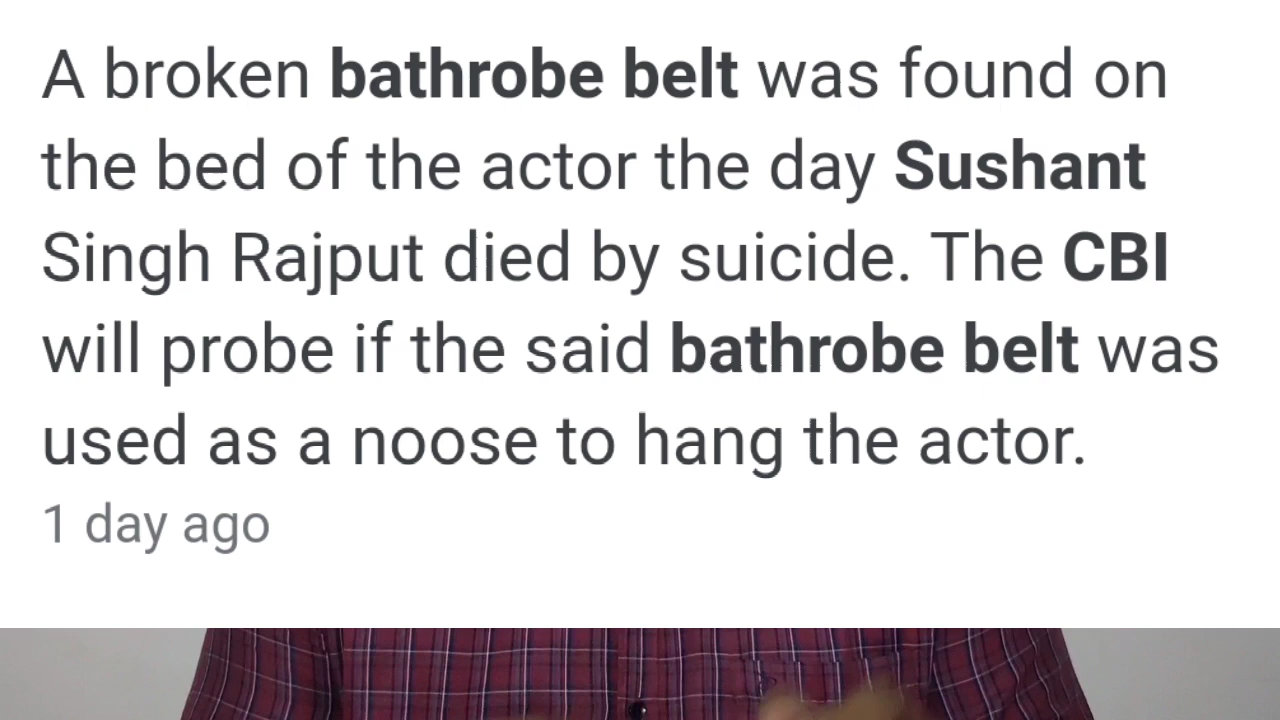 A broken bathrobe belt was found on
the bed of the actor the day Sushant
Singh Rajput died by suicide. The CBI
will probe if the said bathrobe belt was
used as a noose to hang the actor.
1 day ago